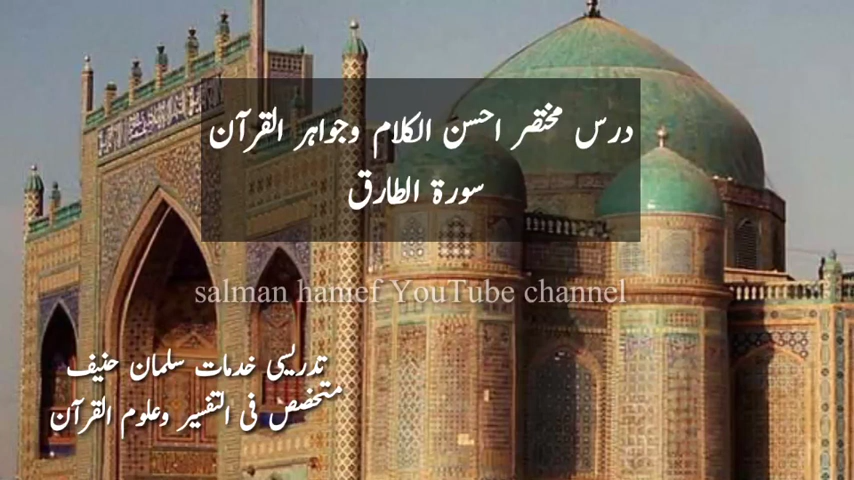 درس مختصر احسن الکلام وجواہر القرآن
سورۃ الطارق
salman hanief YouTube channel
تدریسی خدمات سلمان حنیف
متخصص فی التفسیر وعلوم القرآن